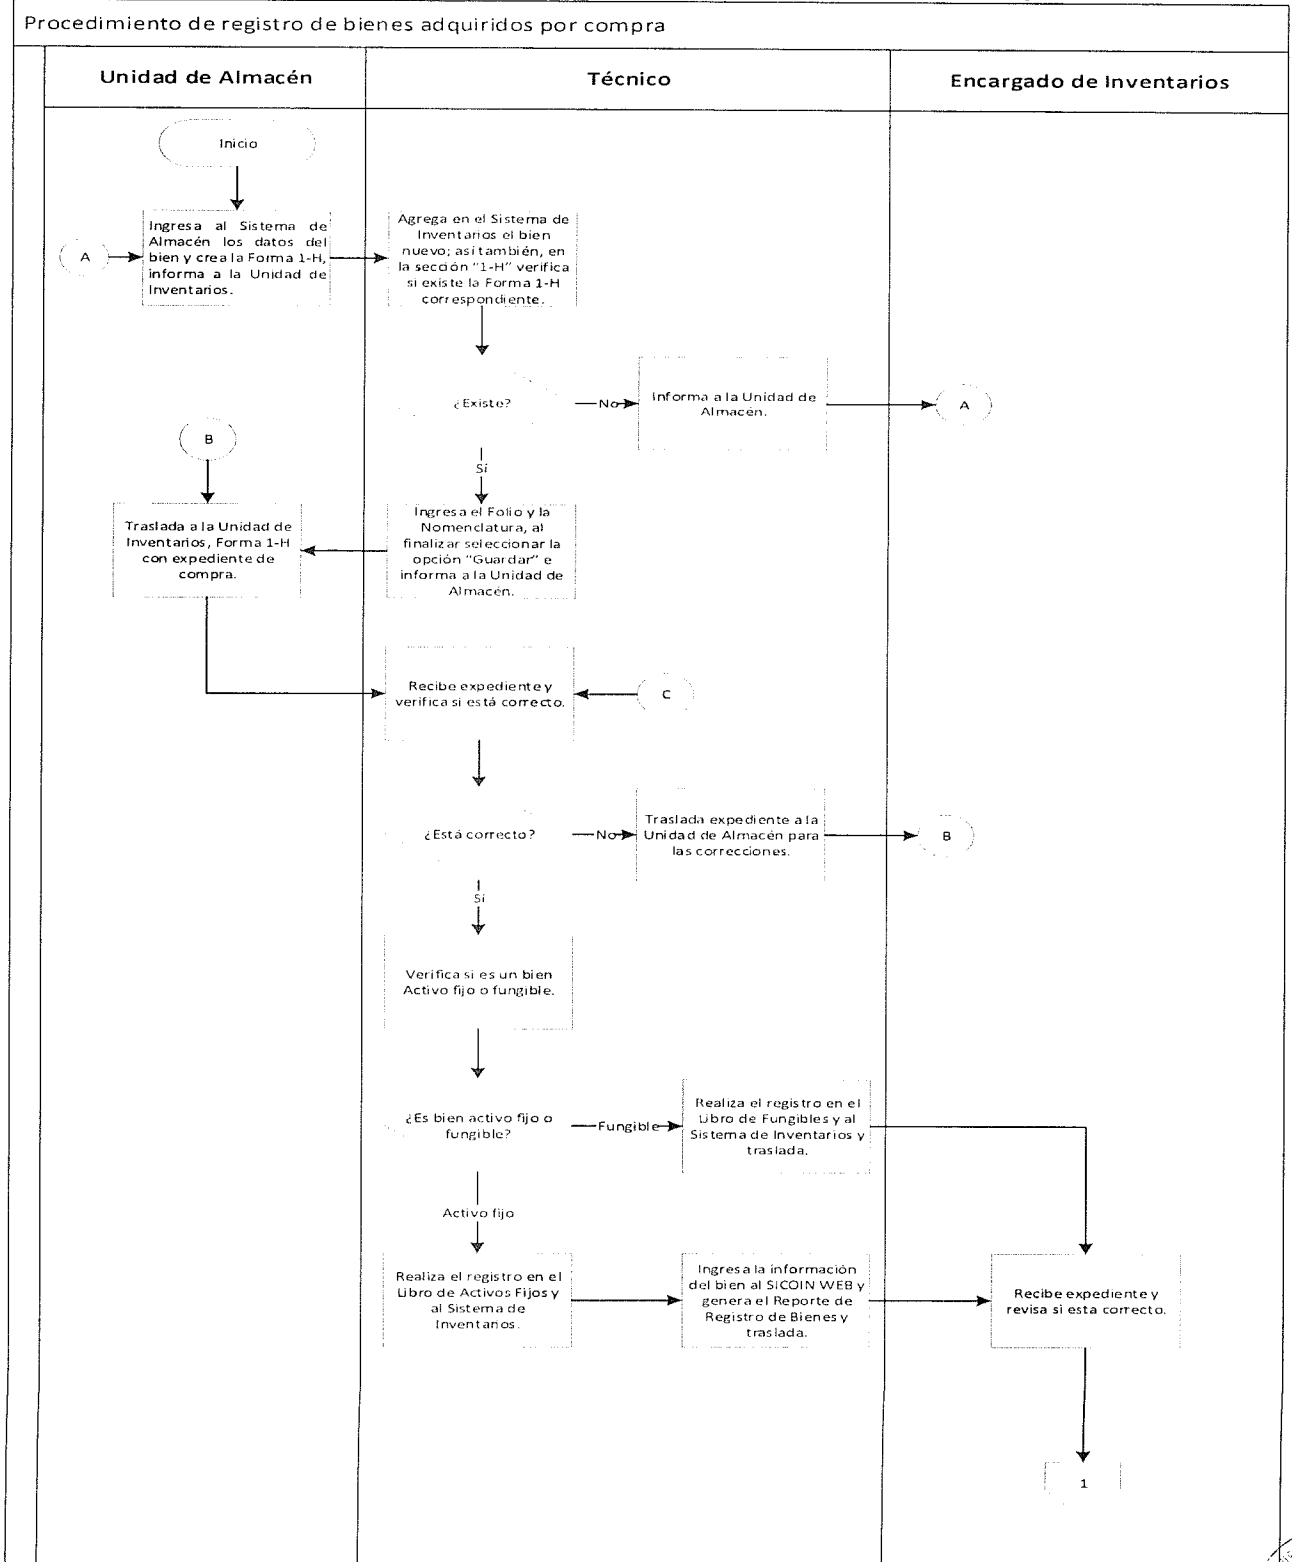 Procedimiento de registro de bienes adquiridos por compra
Unidad de Almacén
Técnico
Encargado de Inventarios
Inicio
A
Ingresa al Sistema de
Almacén los datos del
bien y crea la Forma 1-H,
informa a la Unidad de
Inventarios.
Agrega en el Sistema de
Inventarios el bien
nuevo; así también, en
la sección "1-H" verifica
si existe la Forma 1-H
correspondiente.
¿Existe?
No
Informa a la Unidad de
Almacén.
A
B
Sí
Traslada a la Unidad de
Inventarios, Forma 1-H
con expediente de
compra.
Ingresa el Folio y la
Nomenclatura, al
finalizar seleccionar la
opción "Guardar" e
informa a la Unidad de
Almacén.
Recibe expediente y
verifica si está correcto.
C
¿Está correcto?
No
Traslada expediente a la
Unidad de Almacén para
las correcciones.
B
Sí
Verifica si es un bien
Activo fijo o fungible.
¿Es bien activo fijo o
fungible?
Fungible
Realiza el registro en el
Libro de Fungibles y al
Sistema de Inventarios y
traslada.
Activo fijo
Realiza el registro en el
Libro de Activos Fijos y
al Sistema de
Inventarios.
Ingresa la información
del bien al SICOIN WEB y
genera el Reporte de
Registro de Bienes y
traslada.
Recibe expediente y
revisa si esta correcto.
1